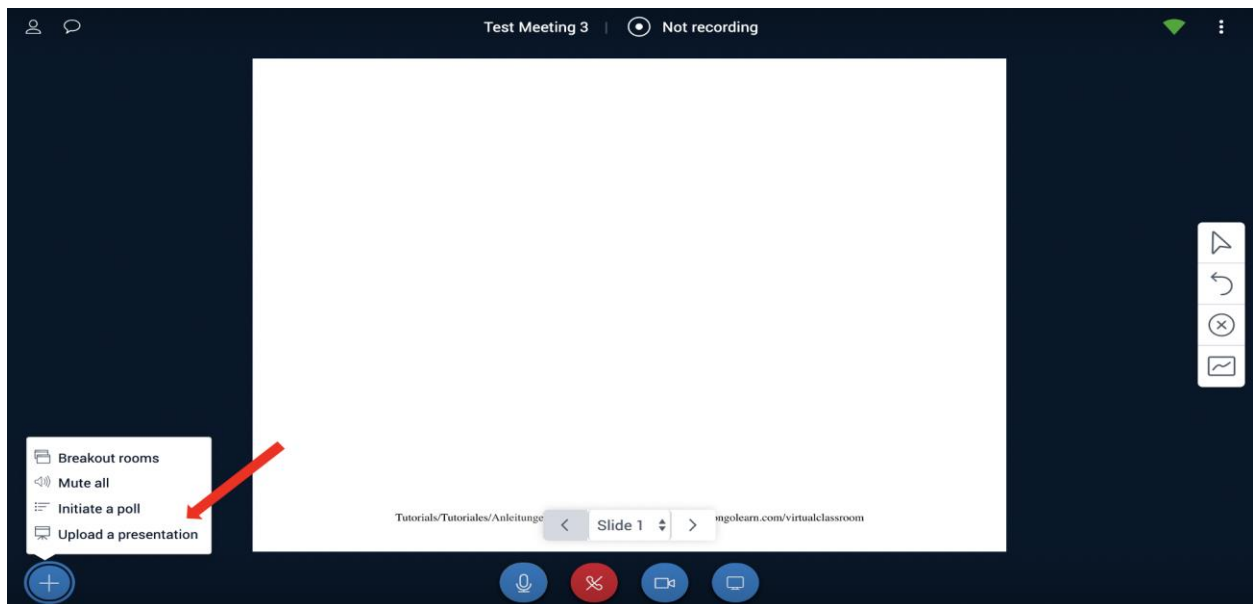 Test Meeting 3 | Not recording
Breakout rooms
Mute all
Initiate a poll
Upload a presentation
Tutorials/Tutoriales/Anleitunge
Slide 1
ngolearn.com/virtualclassroom